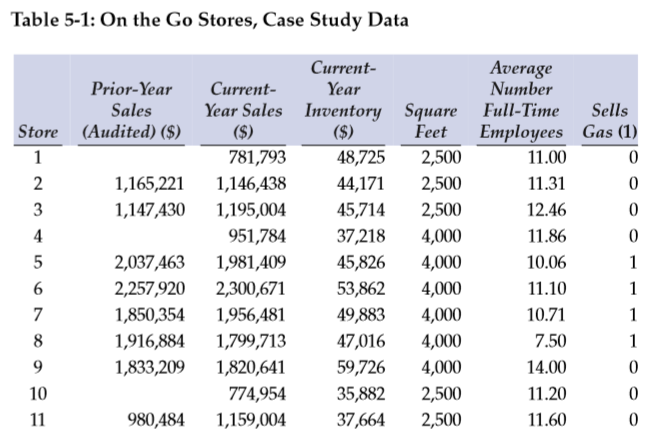 Table 5-1: On the Go Stores, Case Study Data
Current- Average
Prior-Year Current- Year Number
Sales Year Sales Inventory Square Full-Time Sells
Store (Audited) ($) ($) ($) Feet Employees Gas (1)
1 781,793 48,725 2,500 11.00 0
2 1,165,221 1,146,438 44,171 2,500 11.31 0
3 1,147,430 1,195,004 45,714 2,500 12.46 0
4 951,784 37,218 4,000 11.86 0
5 2,037,463 1,981,409 45,826 4,000 10.06 1
6 2,257,920 2,300,671 53,862 4,000 11.10 1
7 1,850,354 1,956,481 49,883 4,000 10.71 1
8 1,916,884 1,799,713 47,016 4,000 7.50 1
9 1,833,209 1,820,641 59,726 4,000 14.00 0
10 774,954 35,882 2,500 11.20 0
11 980,484 1,159,004 37,664 2,500 11.60 0